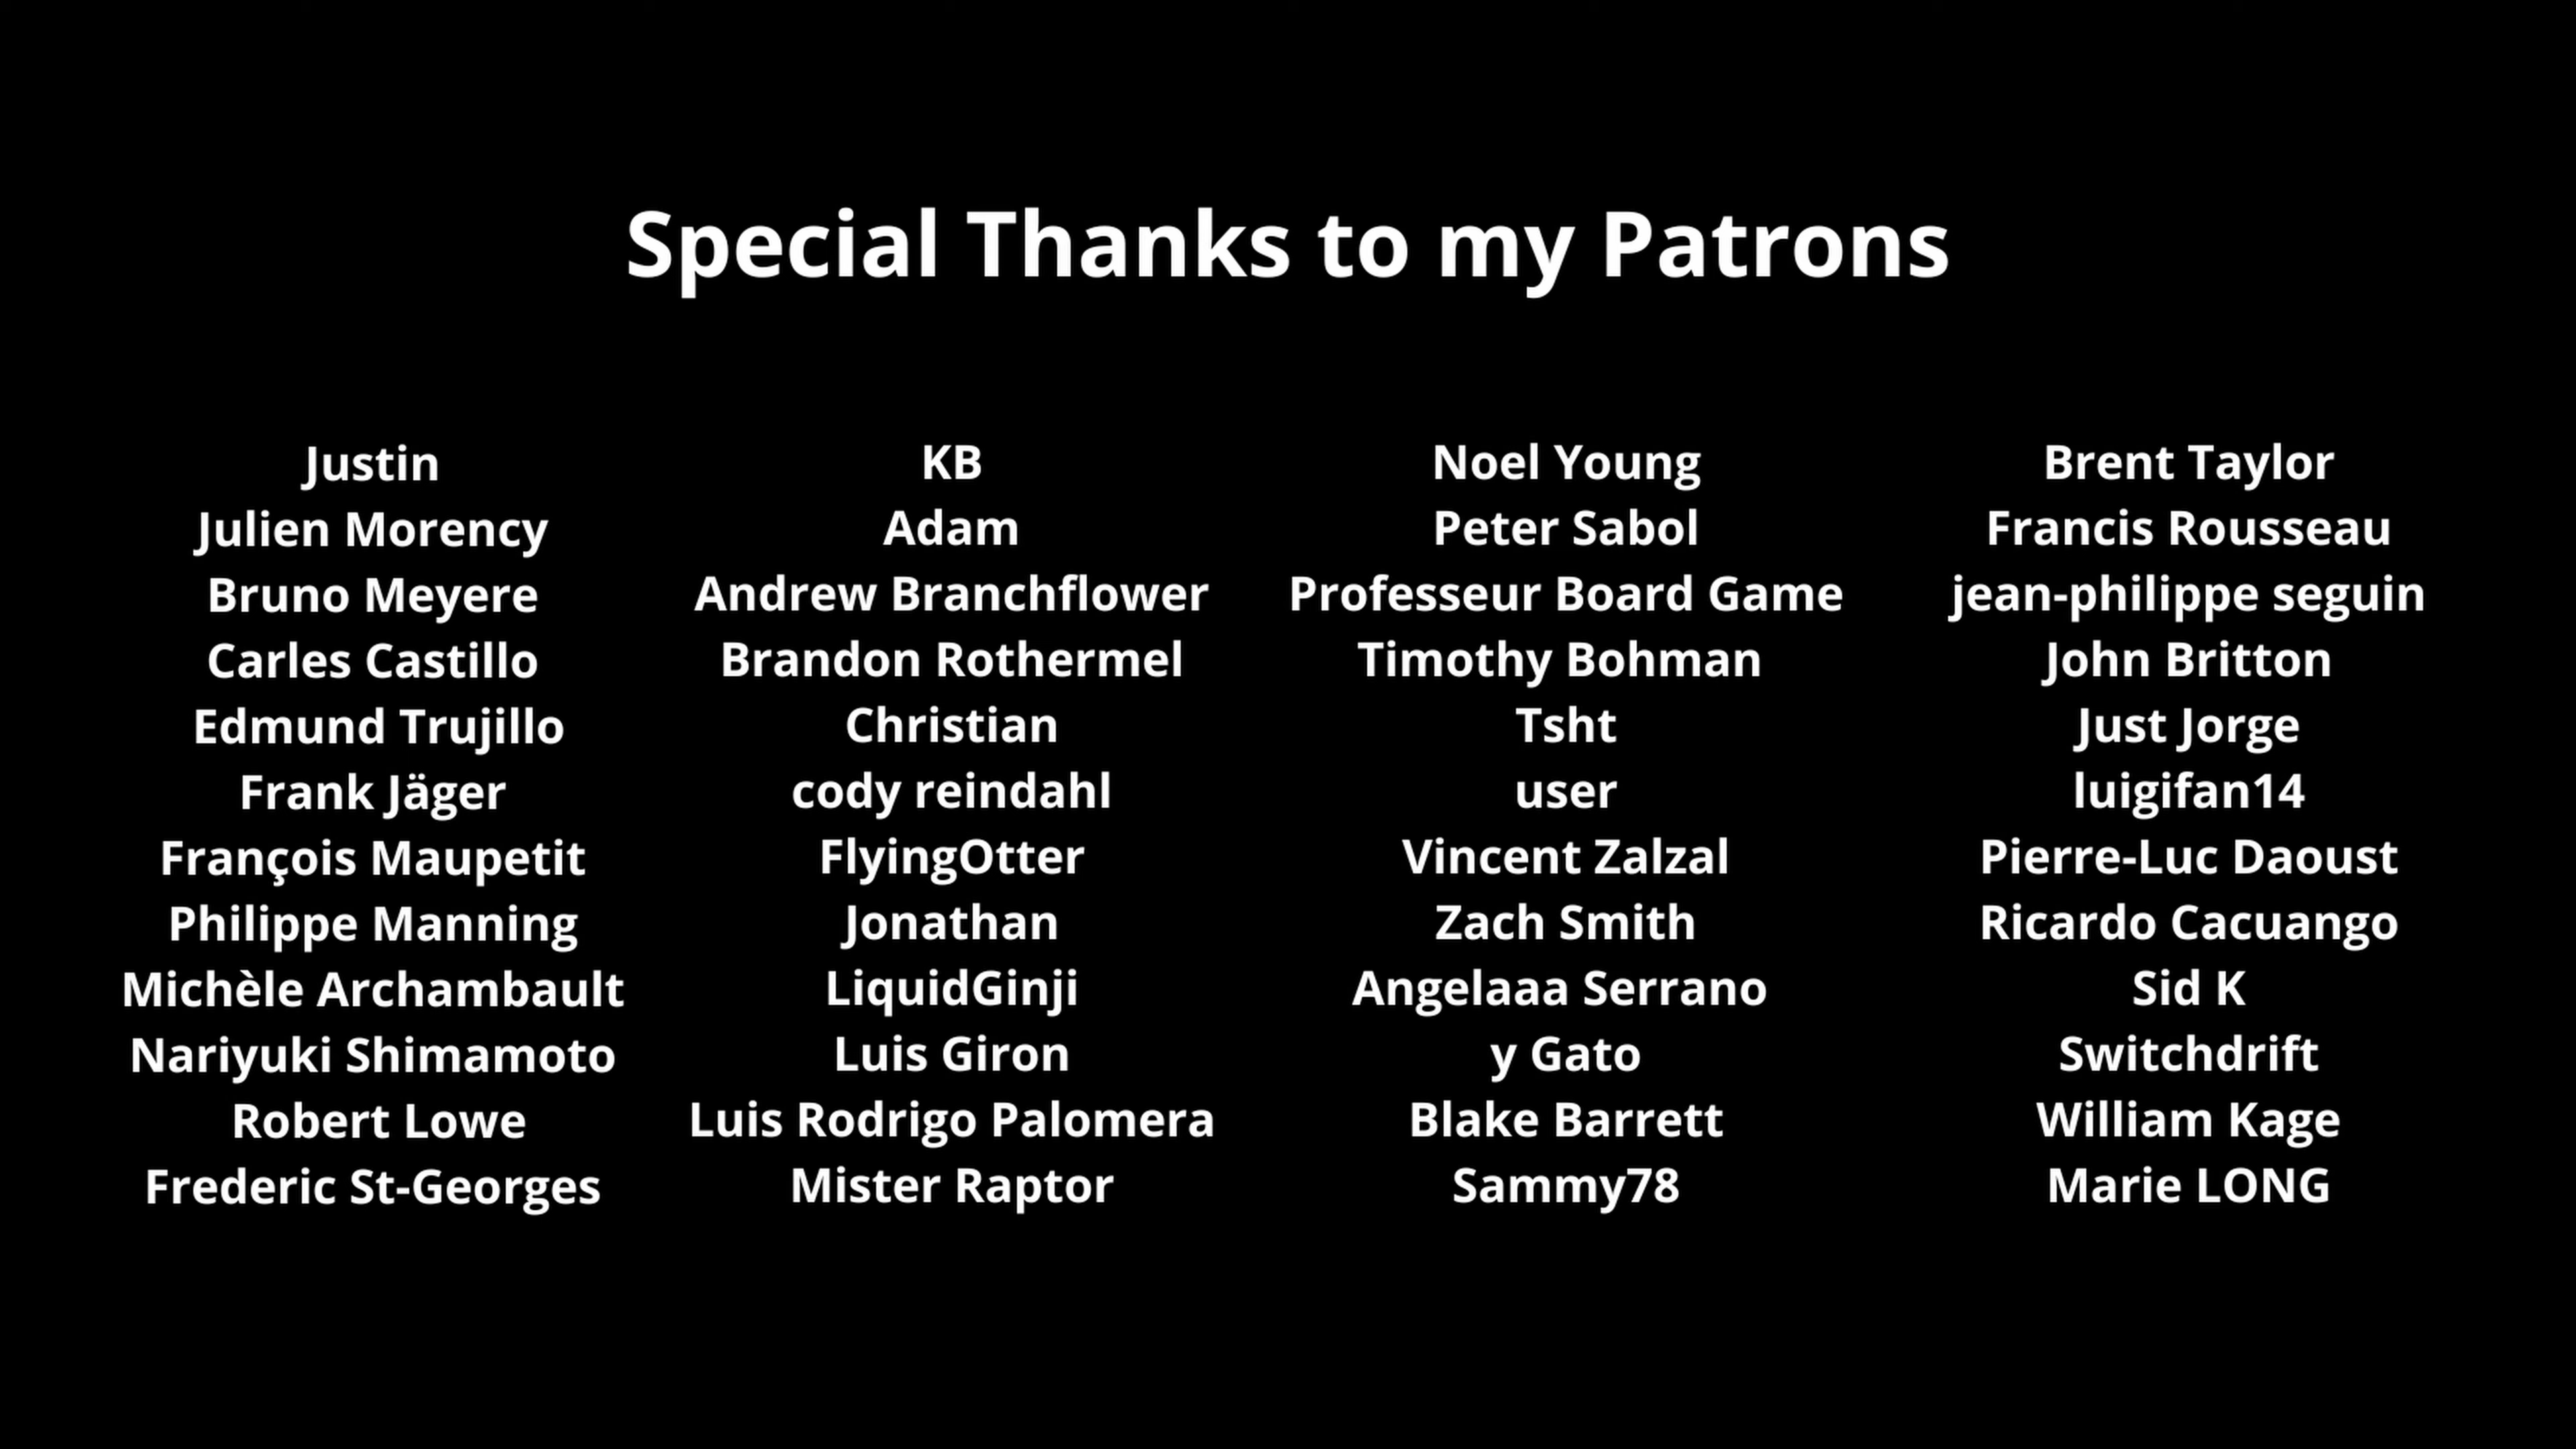 Special Thanks to my Patrons
Justin
Julien Morency
Bruno Meyere
Carles Castillo
Edmund Trujillo
Frank Jäger
François Maupetit
Philippe Manning
Michèle Archambault
Nariyuki Shimamoto
Robert Lowe
Frederic St-Georges
KB
Adam
Andrew Branchflower
Brandon Rothermel
Christian
cody reindahl
FlyingOtter
Jonathan
LiquidGinji
Luis Giron
Luis Rodrigo Palomera
Mister Raptor
Noel Young
Peter Sabol
Professeur Board Game
Timothy Bohman
Tsht
user
Vincent Zalzal
Zach Smith
Angelaaa Serrano
y Gato
Blake Barrett
Sammy78
Brent Taylor
Francis Rousseau
jean-philippe seguin
John Britton
Just Jorge
luigifan14
Pierre-Luc Daoust
Ricardo Cacuango
Sid K
Switchdrift
William Kage
Marie LONG